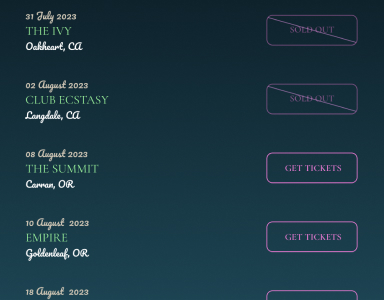 31 July 2023
THE IVY
Oakheart, CA
SOLD OUT
02 August 2023
CLUB ECSTASY
Langdale, CA
SOLD OUT
08 August 2023
THE SUMMIT
Carran, OR
GET TICKETS
10 August 2023
EMPIRE
Goldenleaf, OR
GET TICKETS
18 August 2023